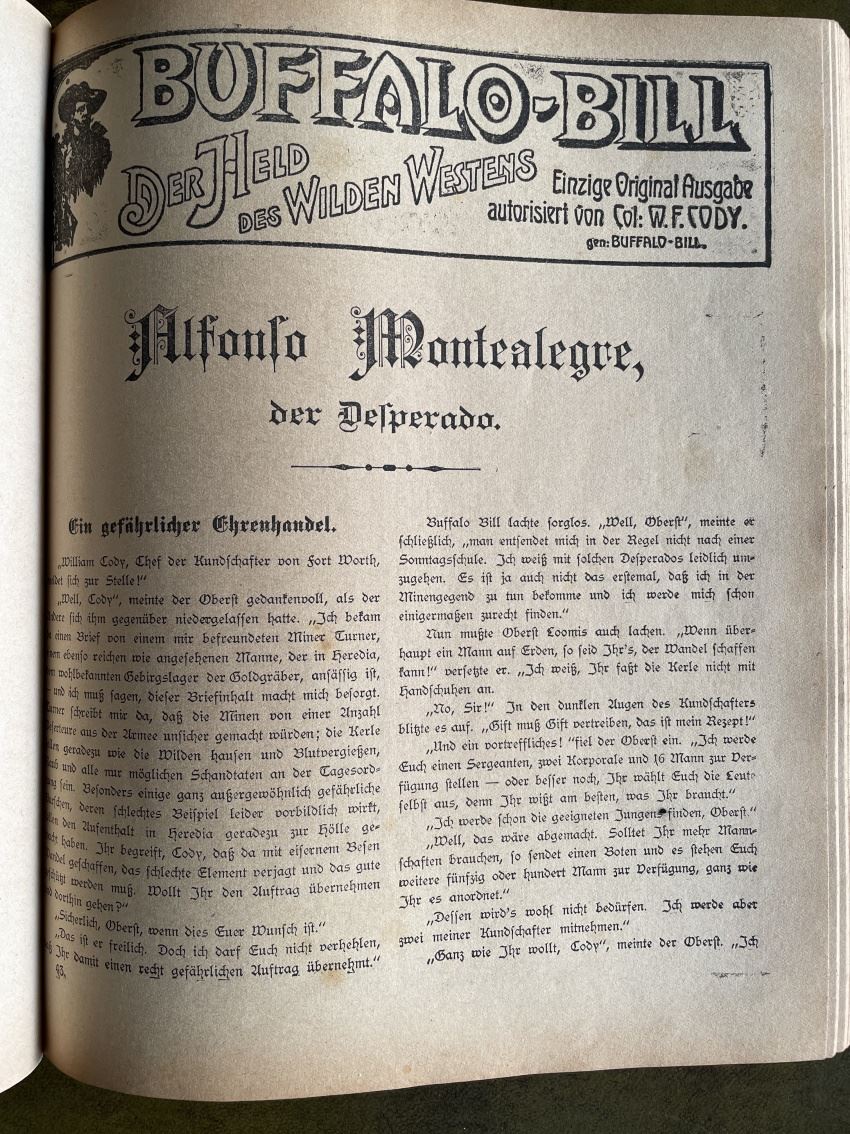 BUFFALO-BILL
DER HELD
DES WILDEN WESTENS
Einzige Original Ausgabe
autorisiert von Col: W. F. CODY.
gen: BUFFALO-BILL.
Alfonso Montealegre,
der Desperado.
Ein gefährlicher Ehrenhandel.
„William Cody, Chef der Kundschafter von Fort Worth,
sich zur Stelle!“
„Well, Cody“, meinte der Oberst gedankenvoll, als der
sich ihm gegenüber niedergelassen hatte. „Ich bekam
einen Brief von einem mir befreundeten Miner Turner,
ebenso reichen wie angesehenen Manne, der in Heredia,
wohlbekannten Gebirgslager der Goldgräber, ansässig ist,
— und ich muß sagen, dieser Briefinhalt macht mich besorgt.
schreibt mir da, daß die Minen von einer Anzahl
aus der Armee unsicher gemacht würden; die Kerle
geradezu wie die Wilden hausen und Blutvergießen,
und alle nur möglichen Schandtaten an der Tagesord-
sein. Besonders einige ganz außergewöhnlich gefährliche
deren schlechtes Beispiel leider vorbildlich wirkt,
den Aufenthalt in Heredia geradezu zur Hölle ge-
haben. Ihr begreift, Cody, daß da mit eisernem Besen
geschaffen, das schlechte Element verjagt und das gute
werden muß. Wollt Ihr den Auftrag übernehmen
dorthin gehen?“
„Sicherlich, Oberst, wenn dies Euer Wunsch ist.“
„Das ist er freilich. Doch ich darf Euch nicht verhehlen,
Ihr damit einen recht gefährlichen Auftrag übernehmt.“
93.
Buffalo Bill lachte sorglos. „Well, Oberst“, meinte er
schließlich, „man entsendet mich in der Regel nicht nach einer
Sonntagsschule. Ich weiß mit solchen Desperados leidlich um-
zugehen. Es ist ja auch nicht das erstemal, daß ich in der
Minengegend zu tun bekomme und ich werde mich schon
einigermaßen zurecht finden.“
Nun mußte Oberst Loomis auch lachen. „Wenn über-
haupt ein Mann auf Erden, so seid Ihr's, der Wandel schaffen
kann!“ versetzte er. „Ich weiß, Ihr faßt die Kerle nicht mit
Handschuhen an.
„No, Sir!“ In den dunklen Augen des Kundschafters
blitzte es auf. „Gift muß Gift vertreiben, das ist mein Rezept!“
„Und ein vortreffliches! “fiel der Oberst ein. „Ich werde
Euch einen Sergeanten, zwei Korporale und 16 Mann zur Ver-
fügung stellen — oder besser noch, Ihr wählt Euch die Leute
selbst aus, denn Ihr wißt am besten, was Ihr braucht.“
„Ich werde schon die geeigneten Jungens finden, Oberst.“
„Well, das wäre abgemacht. Solltet Ihr mehr Mann-
schaften brauchen, so sendet einen Boten und es stehen Euch
weitere fünfzig oder hundert Mann zur Verfügung, ganz wie
Ihr es anordnet.“
„Dessen wird's wohl nicht bedürfen. Ich werde aber
zwei meiner Kundschafter mitnehmen.“
„Ganz wie Ihr wollt, Cody“, meinte der Oberst. „Ich